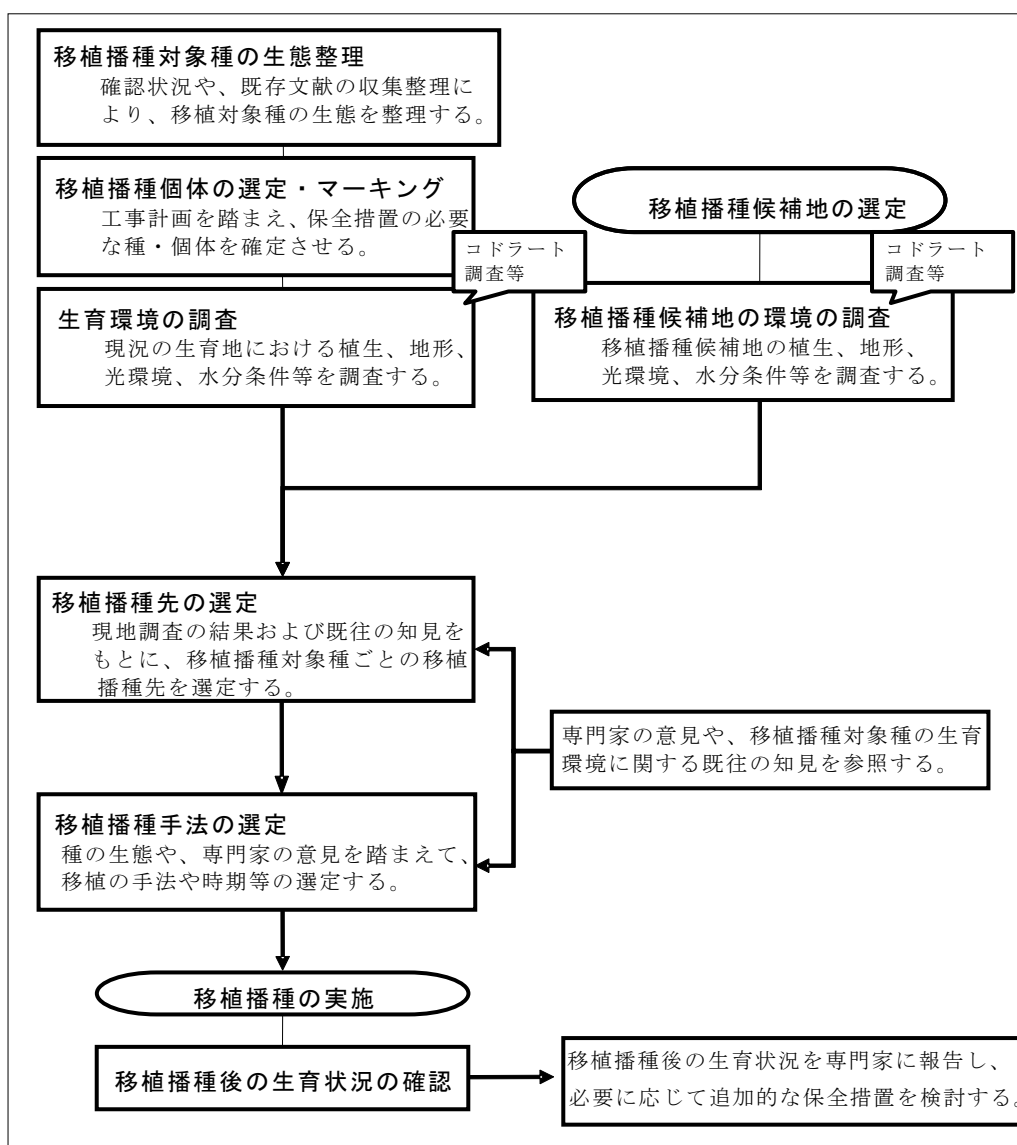 移植播種対象種の生態整理
確認状況や、既存文献の収集整理に
より、移植対象種の生態を整理する。
移植播種個体の選定・マーキング
工事計画を踏まえ、保全措置の必要
な種・個体を確定させる。
移植播種候補地の選定
コドラート
調査等
コドラート
調査等
生育環境の調査
現況の生育地における植生、地形、
光環境、水分条件等を調査する。
移植播種候補地の環境の調査
移植播種候補地の植生、地形、
光環境、水分条件等を調査する。
移植播種先の選定
現地調査の結果および既往の知見を
もとに、移植播種対象種ごとの移植
播種先を選定する。
専門家の意見や、移植播種対象種の生育
環境に関する既往の知見を参照する。
移植播種手法の選定
種の生態や、専門家の意見を踏まえて、
移植の手法や時期等の選定する。
移植播種の実施
移植播種後の生育状況の確認
移植播種後の生育状況を専門家に報告し、
必要に応じて追加的な保全措置を検討する。